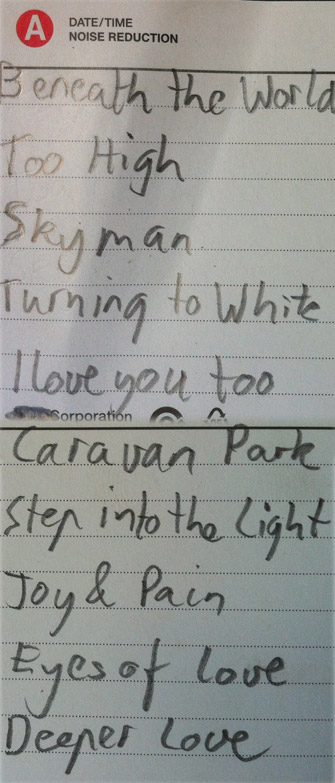 A
DATE/TIME
NOISE REDUCTION
Beneath the World
Too High
Skyman
Turning to White
I love you too
Corporation
Caravan Park
Step into the Light
Joy & Pain
Eyes of love
Deeper Love